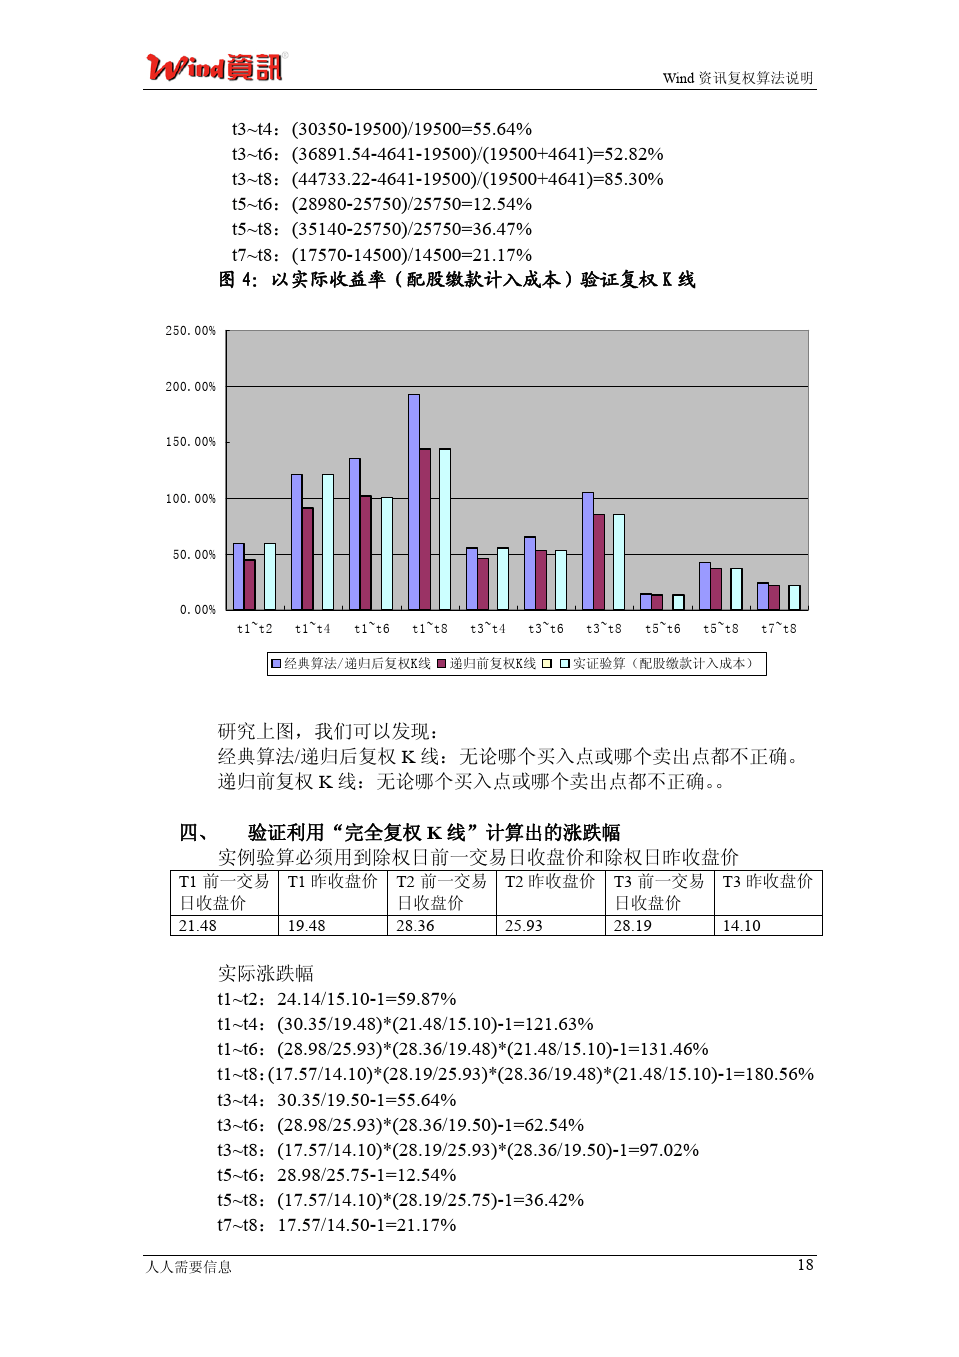 Wind資訊®
Wind 资讯复权算法说明
t3~t4：(30350-19500)/19500=55.64%
t3~t6：(36891.54-4641-19500)/(19500+4641)=52.82%
t3~t8：(44733.22-4641-19500)/(19500+4641)=85.30%
t5~t6：(28980-25750)/25750=12.54%
t5~t8：(35140-25750)/25750=36.47%
t7~t8：(17570-14500)/14500=21.17%
图 4：以实际收益率（配股缴款计入成本）验证复权 K 线
250.00%
200.00%
150.00%
100.00%
50.00%
0.00%
t1~t2 t1~t4 t1~t6 t1~t8 t3~t4 t3~t6 t3~t8 t5~t6 t5~t8 t7~t8
经典算法/递归后复权K线 递归前复权K线 实证验算（配股缴款计入成本）
研究上图，我们可以发现：
经典算法/递归后复权 K 线：无论哪个买入点或哪个卖出点都不正确。
递归前复权 K 线：无论哪个买入点或哪个卖出点都不正确。。
四、 验证利用“完全复权 K 线”计算出的涨跌幅
实例验算必须用到除权日前一交易日收盘价和除权日昨收盘价
T1 前一交易日收盘价 T1 昨收盘价 T2 前一交易日收盘价 T2 昨收盘价 T3 前一交易日收盘价 T3 昨收盘价
21.48 19.48 28.36 25.93 28.19 14.10
实际涨跌幅
t1~t2：24.14/15.10-1=59.87%
t1~t4：(30.35/19.48)*(21.48/15.10)-1=121.63%
t1~t6：(28.98/25.93)*(28.36/19.48)*(21.48/15.10)-1=131.46%
t1~t8：(17.57/14.10)*(28.19/25.93)*(28.36/19.48)*(21.48/15.10)-1=180.56%
t3~t4：30.35/19.50-1=55.64%
t3~t6：(28.98/25.93)*(28.36/19.50)-1=62.54%
t3~t8：(17.57/14.10)*(28.19/25.93)*(28.36/19.50)-1=97.02%
t5~t6：28.98/25.75-1=12.54%
t5~t8：(17.57/14.10)*(28.19/25.75)-1=36.42%
t7~t8：17.57/14.50-1=21.17%
人人需要信息
18